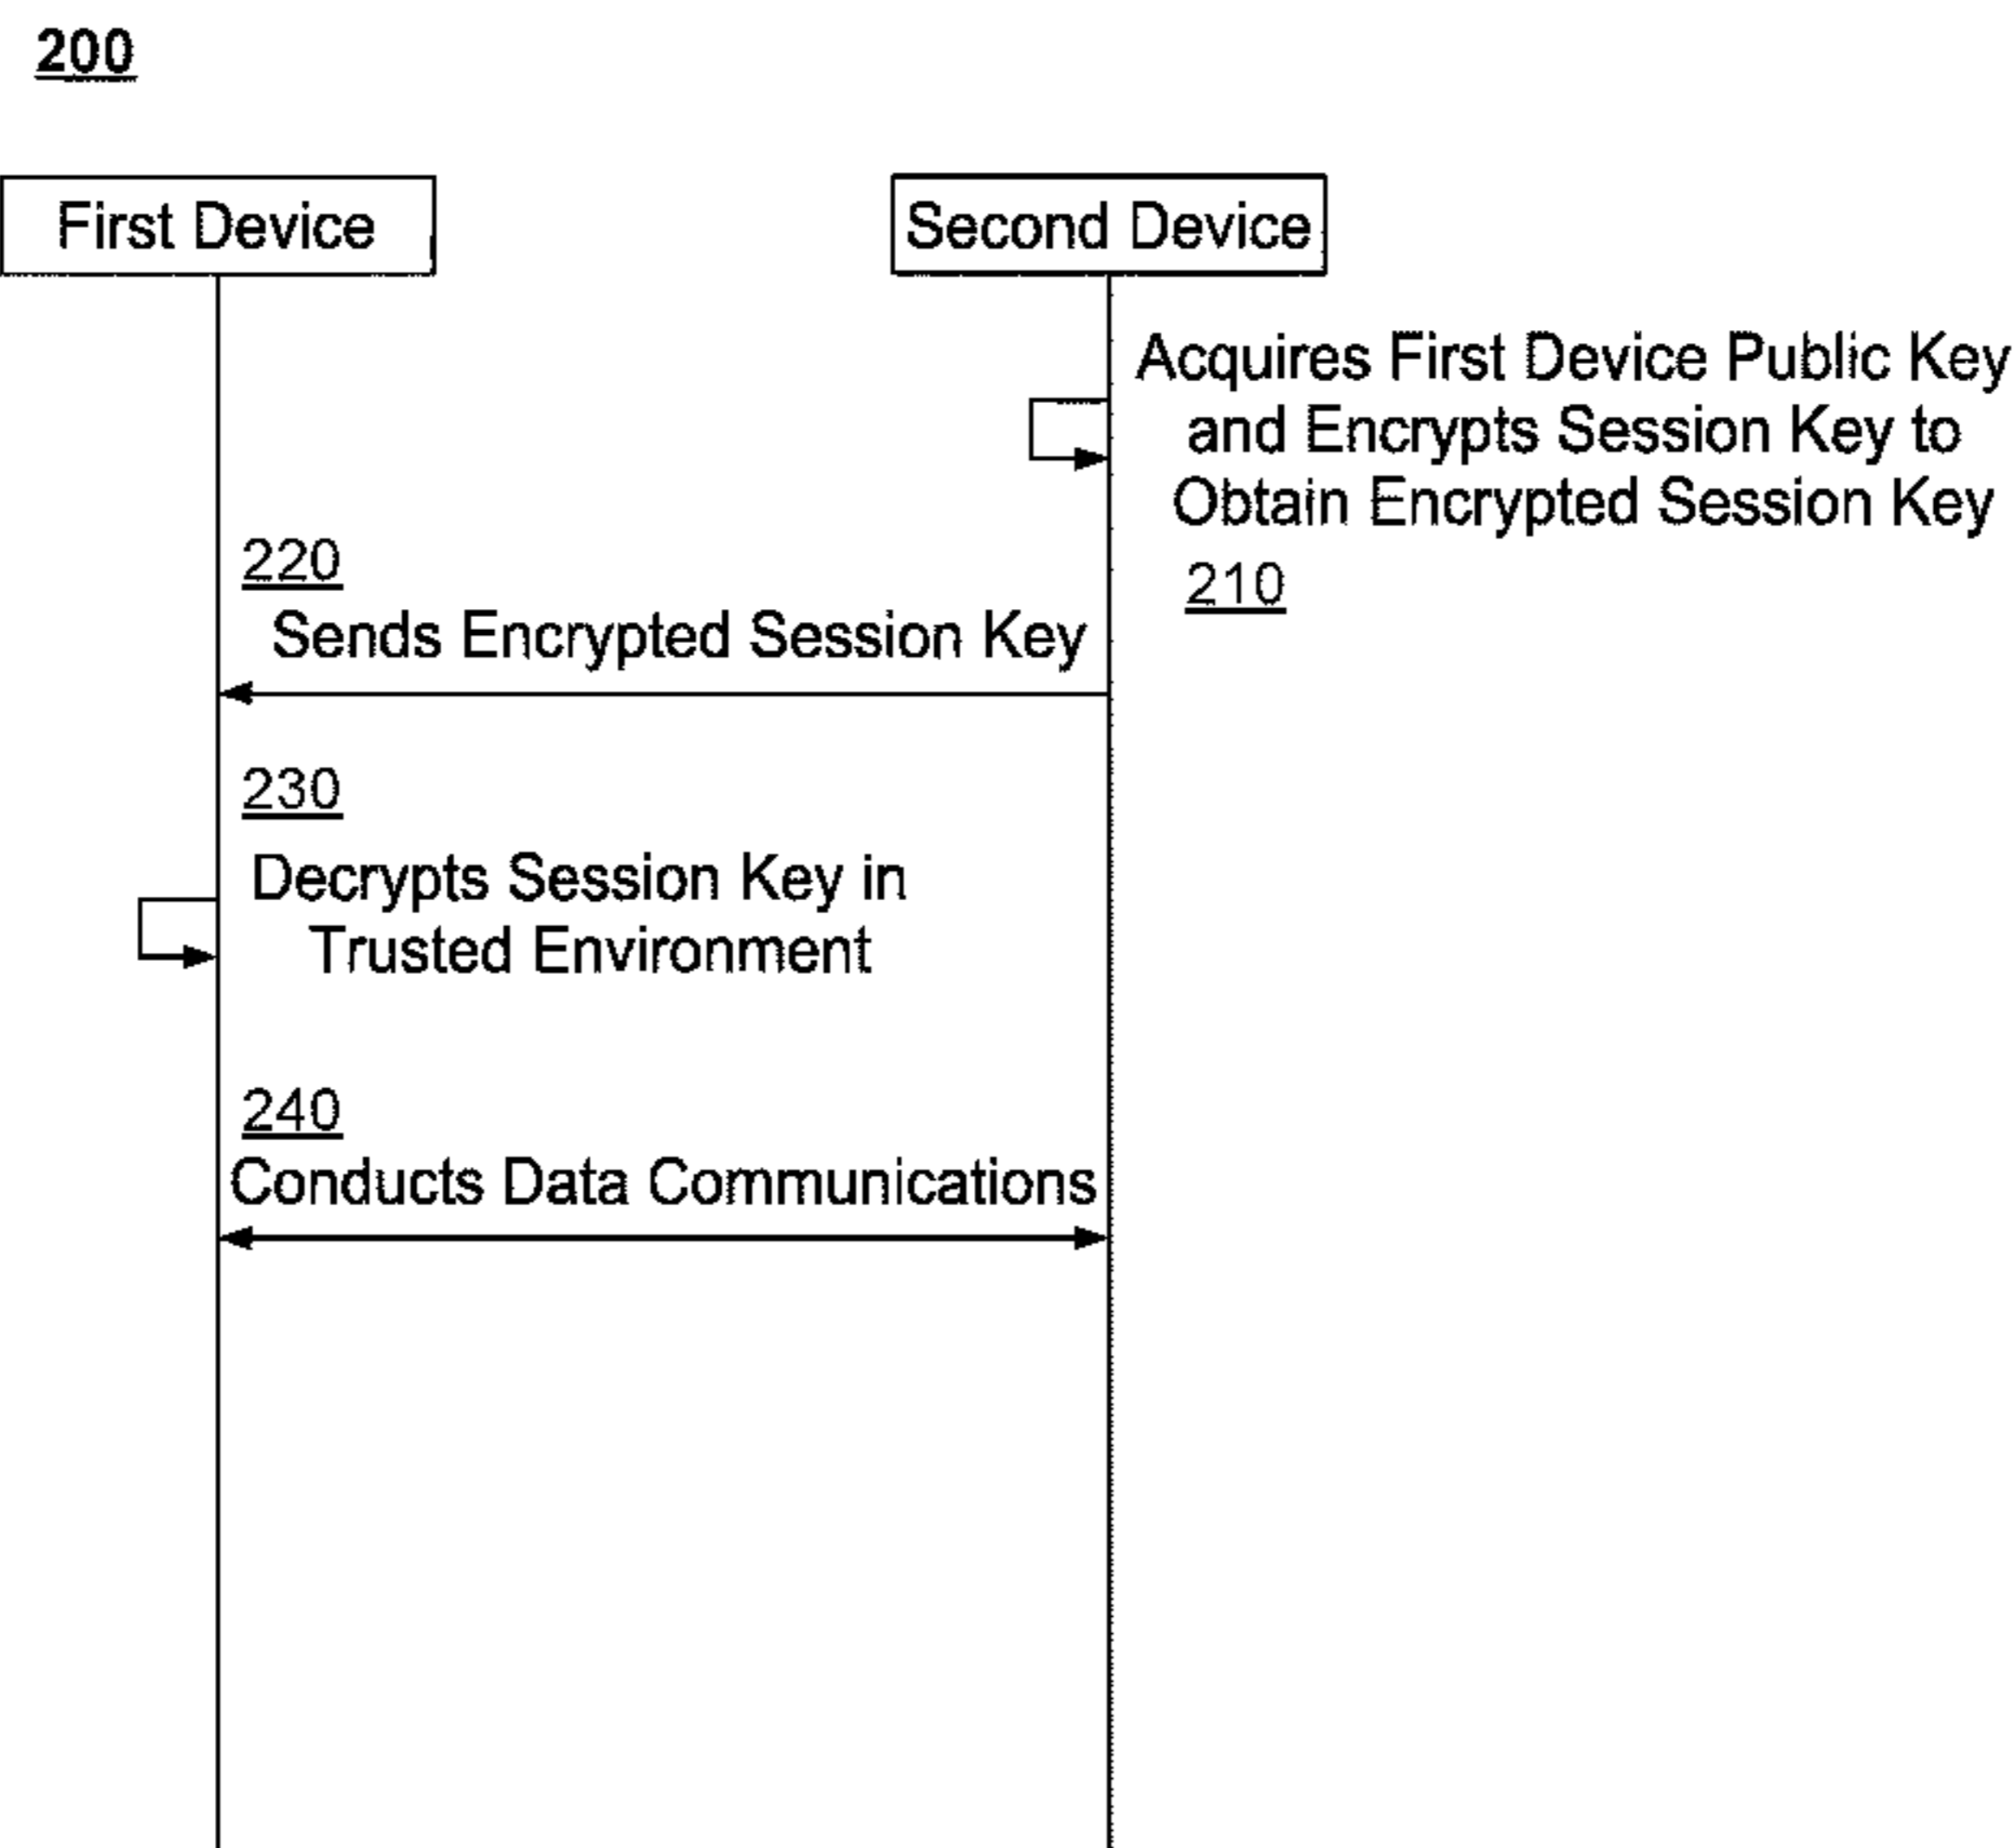 200
First Device
Second Device
Acquires First Device Public Key
and Encrypts Session Key to
Obtain Encrypted Session Key
210
220
Sends Encrypted Session Key
230
Decrypts Session Key in
Trusted Environment
240
Conducts Data Communications